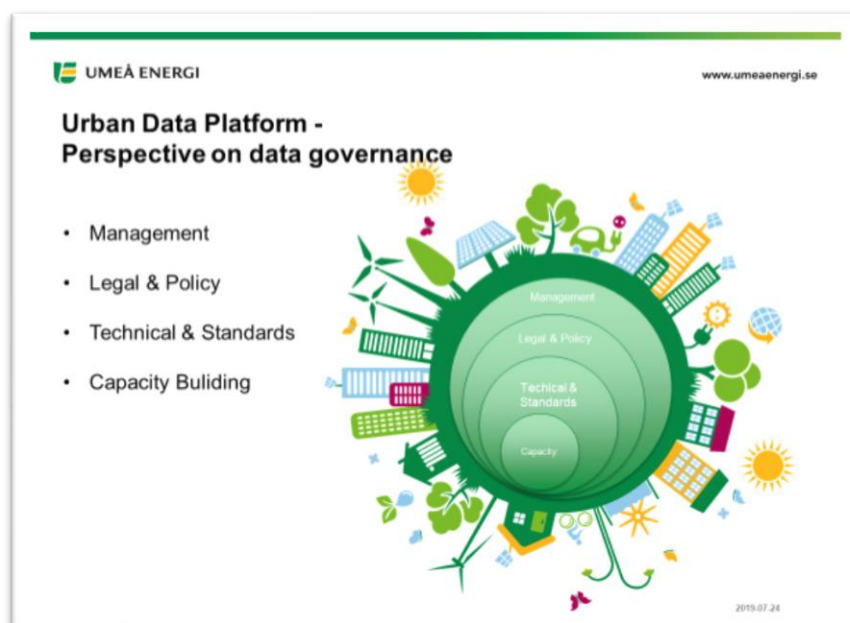 UMEÅ ENERGI
www.umeaenergi.se
Urban Data Platform -
Perspective on data governance
• Management
• Legal & Policy
• Technical & Standards
• Capacity Buliding
Management
Legal & Policy
Techical &
Standards
Capacity
2019-07-24